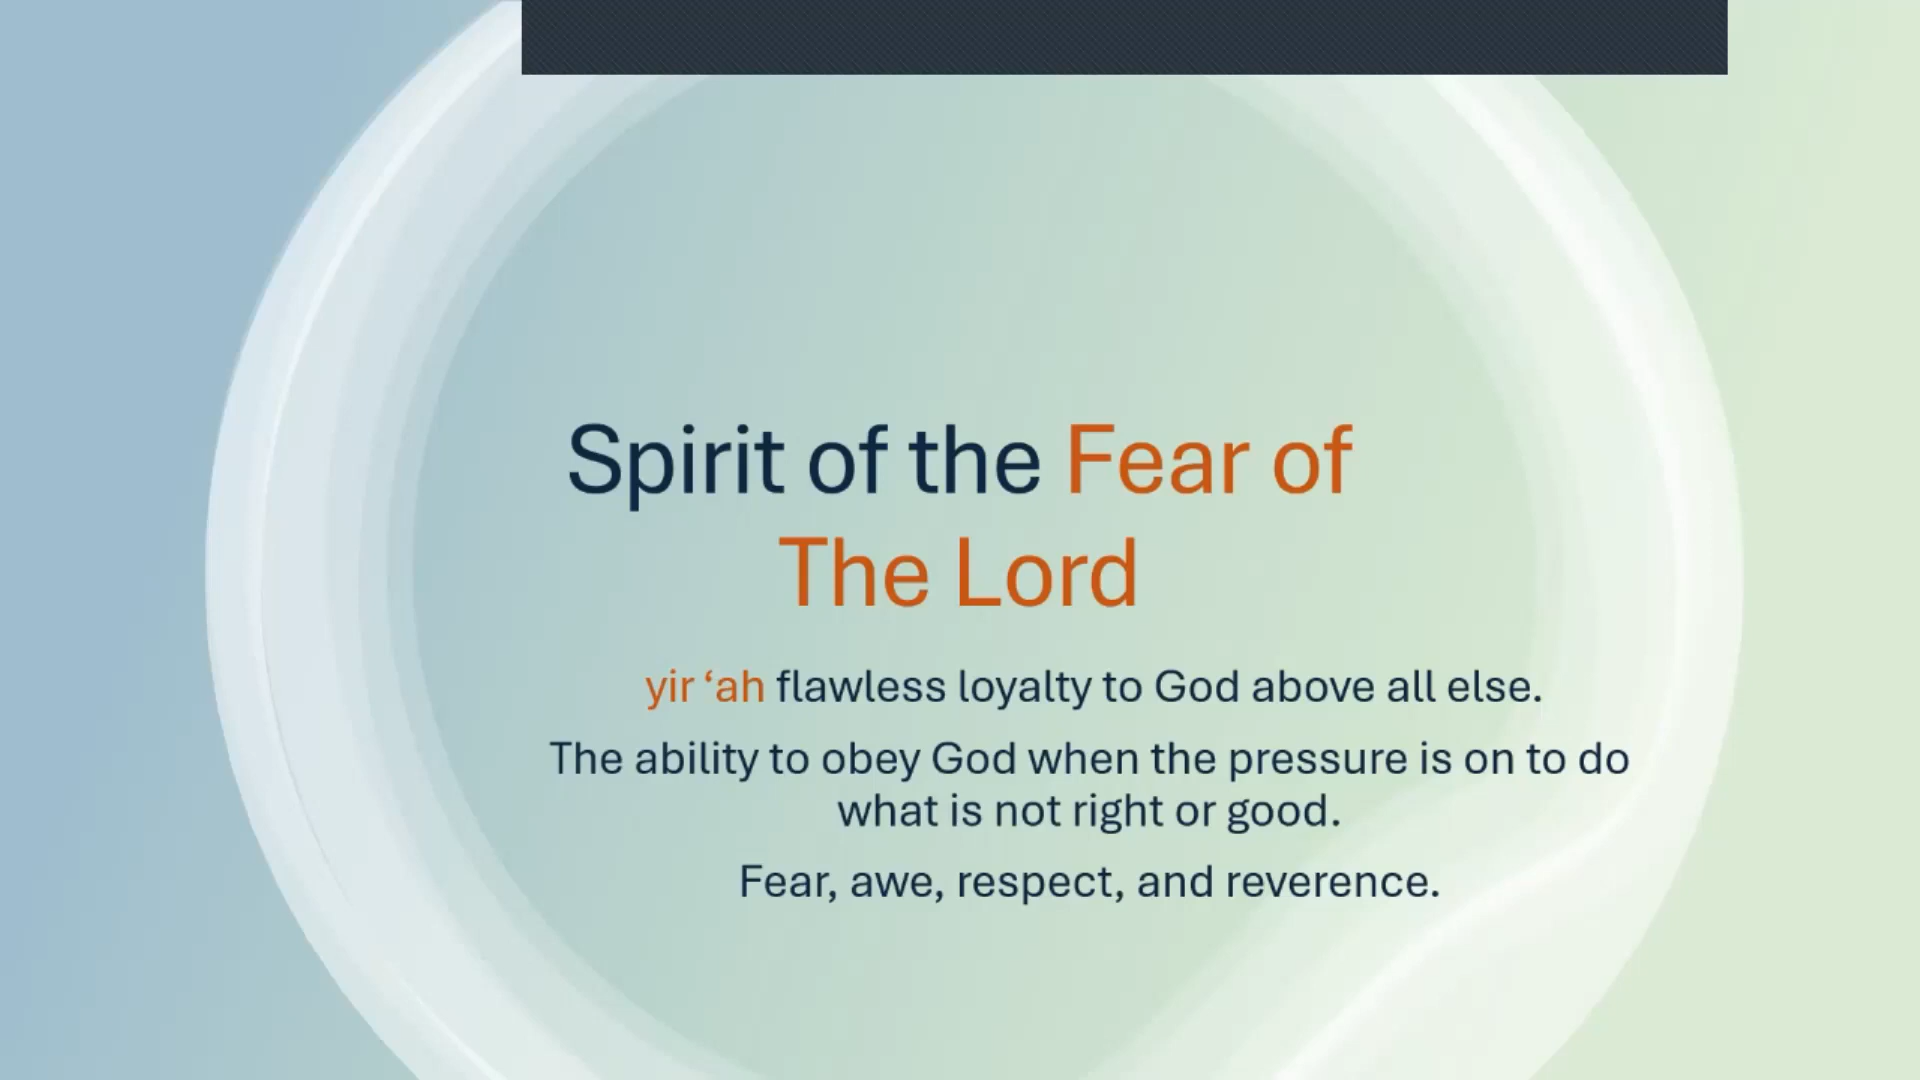 Spirit of the Fear of
The Lord
yir ‘ah flawless loyalty to God above all else.
The ability to obey God when the pressure is on to do
what is not right or good.
Fear, awe, respect, and reverence.